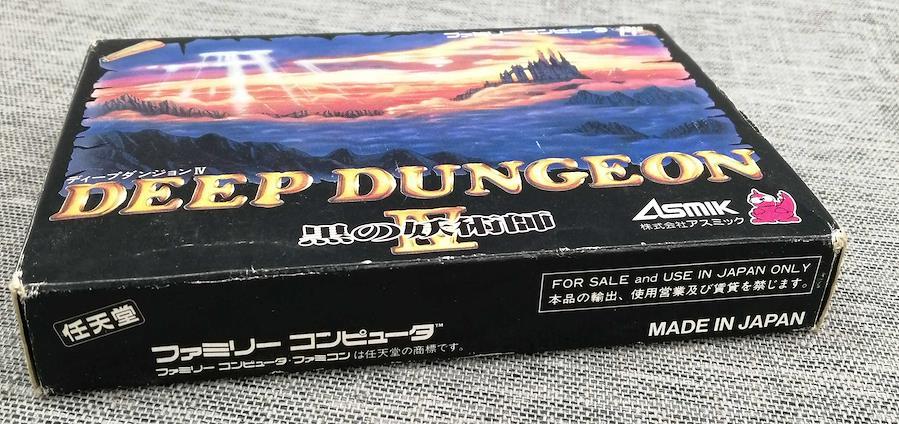 ファミリーコンピュータ
ディープダンジョンIV
DEEP DUNGEON
IV
黒の妖術師
ASMIK
株式会社アスミック
FOR SALE and USE IN JAPAN ONLY
本品の輸出、使用営業及び賃貸を禁じます。
任天堂
ファミリー コンピュータ™
ファミリー コンピュータ・ファミコンは任天堂の商標です。
MADE IN JAPAN